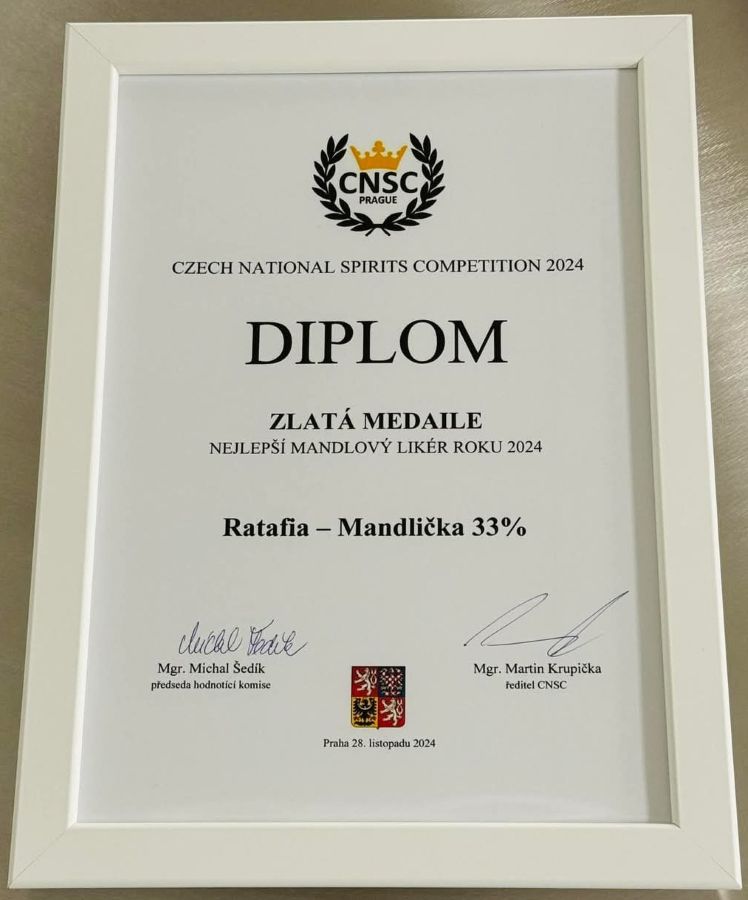 CNSC
PRAGUE
CZECH NATIONAL SPIRITS COMPETITION 2024
DIPLOM
ZLATÁ MEDAILE
NEJLEPŠÍ MANDLOVÝ LIKÉR ROKU 2024
Ratafia – Mandlička 33%
Mgr. Michal Šedík
předseda hodnotící komise
Mgr. Martin Krupička
ředitel CNSC
Praha 28. listopadu 2024